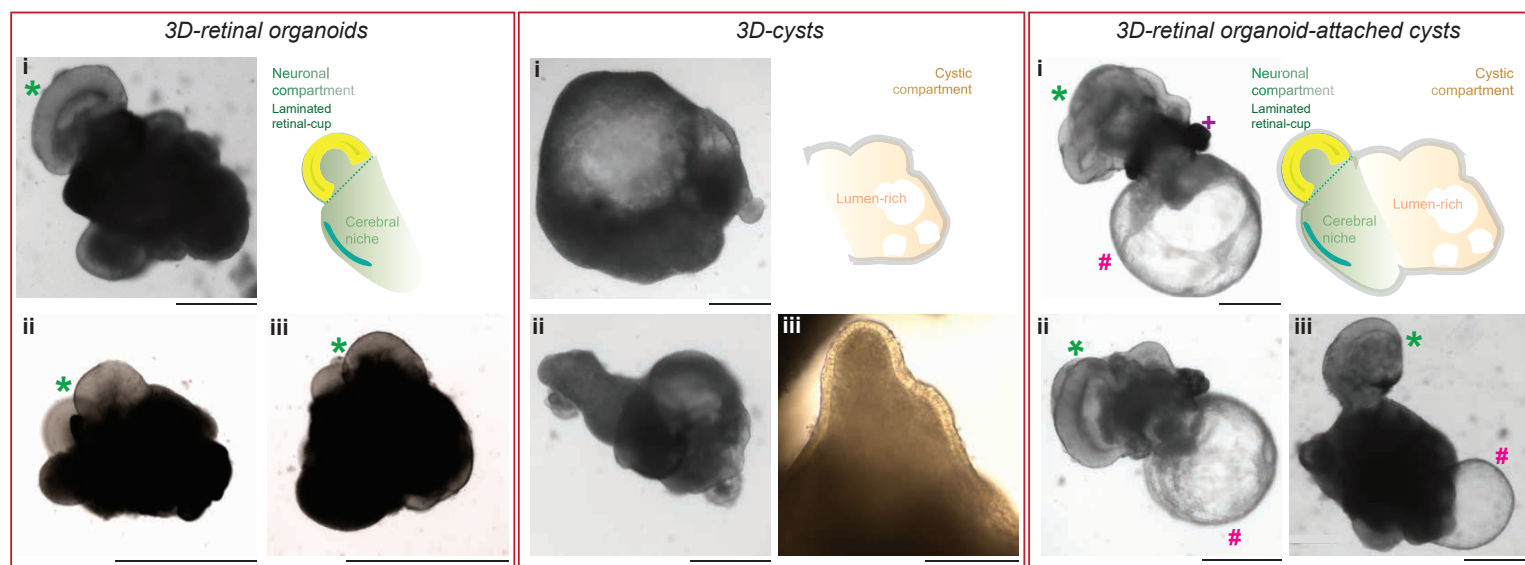 3D-retinal organoids
i
*
Neuronal
compartment
Laminated
retinal-cup
Cerebral
niche
ii
*
iii
*
3D-cysts
i
Cystic
compartment
Lumen-rich
ii
iii
3D-retinal organoid-attached cysts
i
*
+
#
Neuronal
compartment
Laminated
retinal-cup
Cystic
compartment
Cerebral
niche
Lumen-rich
ii
*
#
iii
*
#